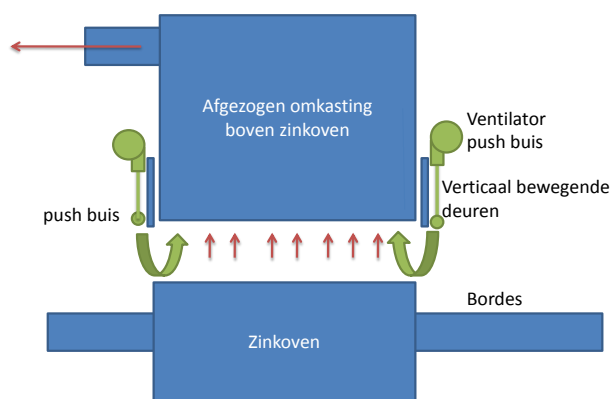 Afgezogen omkasting
boven zinkoven
Ventilator
push buis
push buis
Verticaal bewegende
deuren
Bordes
Zinkoven